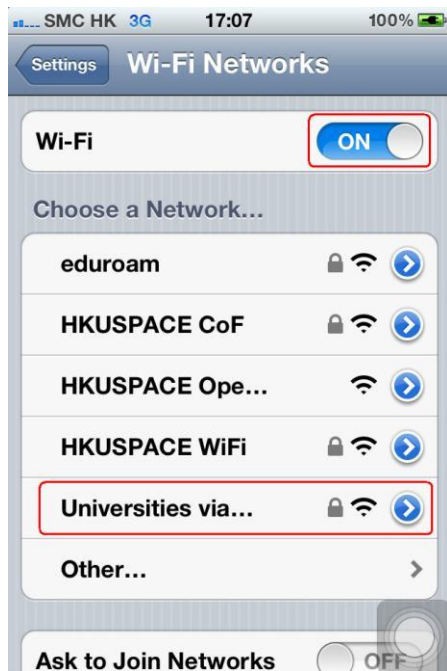 SMC HK 3G 17:07 100%
Settings Wi-Fi Networks
Wi-Fi ON
Choose a Network...
eduroam
HKUSPACE CoF
HKUSPACE Ope...
HKUSPACE WiFi
Universities via...
Other...
Ask to Join Networks OFF